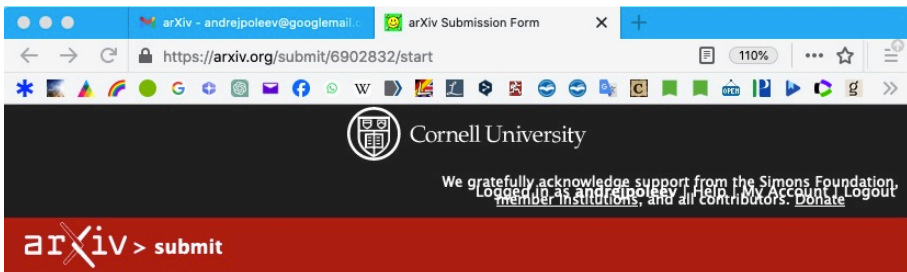 arXiv - andrejpoleev@googlemail.c
arXiv Submission Form
https://arxiv.org/submit/6902832/start
110%
G
W
L
C
OPEN
g
Cornell University
We gratefully acknowledge support from the Simons Foundation,
Logged in as andrejpoleev | Help | My Account | Logout
member institutions, and all contributors. Donate
arXiv > submit